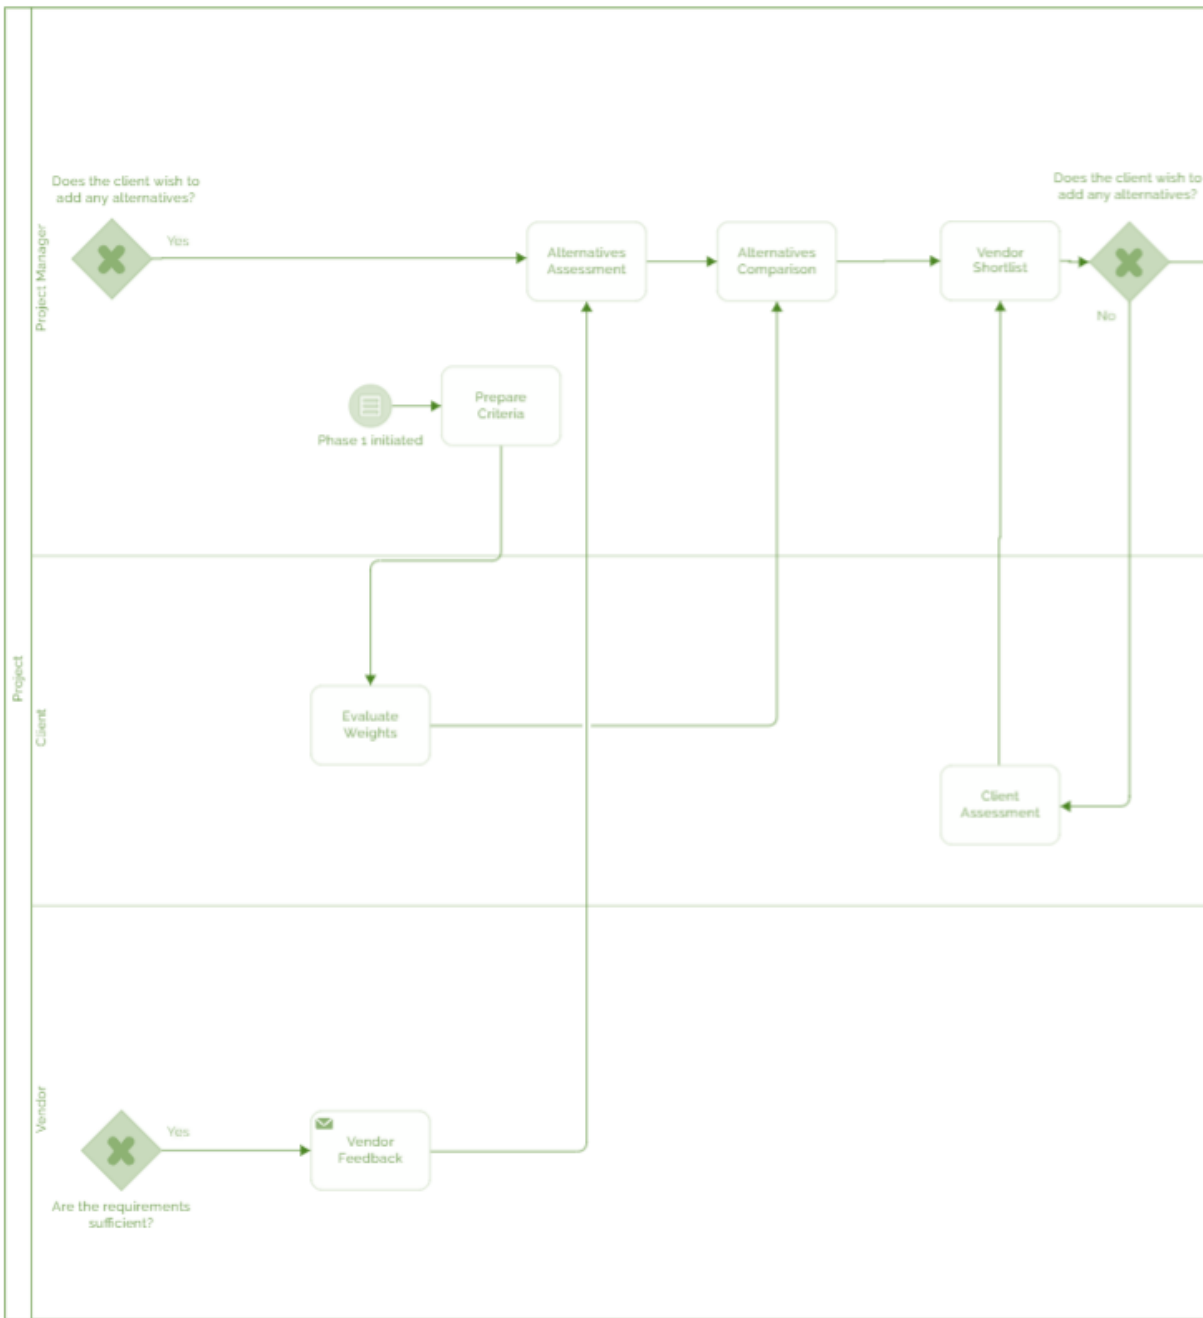 Does the client wish to
add any alternatives?
Yes
Alternatives
Assessment
Alternatives
Comparison
Vendor
Shortlist
Does the client wish to
add any alternatives?
No
Project Manager
Phase 1 initiated
Prepare
Criteria
Project
Client
Evaluate
Weights
Client
Assessment
Vendor
Yes
Vendor
Feedback
Are the requirements
sufficient?